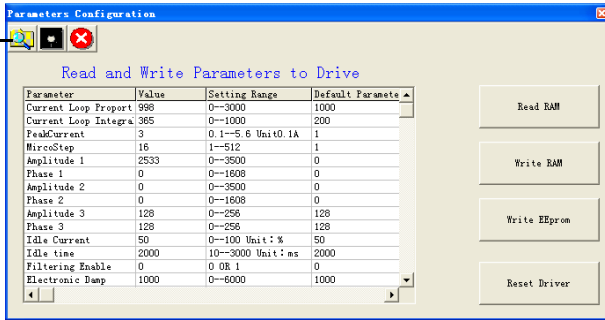 Parameters Configuration
Read and Write Parameters to Drive
Parameter Value Setting Range Default Paramete
Current Loop Proport 998 0--3000 1000
Current Loop Integra 365 0--1000 200
PeakCurrent 3 0.1--5.6 Unit0.1A 1
MircoStep 16 1--512 1
Amplitude 1 2533 0--3500 0
Phase 1 0 0--1608 0
Amplitude 2 0 0--3500 0
Phase 2 0 0--1608 0
Amplitude 3 128 0--256 128
Phase 3 128 0--256 128
Idle Current 50 0--100 Unit：% 50
Idle time 2000 10--3000 Unit：ms 2000
Filtering Enable 0 0 OR 1 0
Electronic Damp 1000 0--6000 1000
Read RAM
Write RAM
Write EEprom
Reset Driver